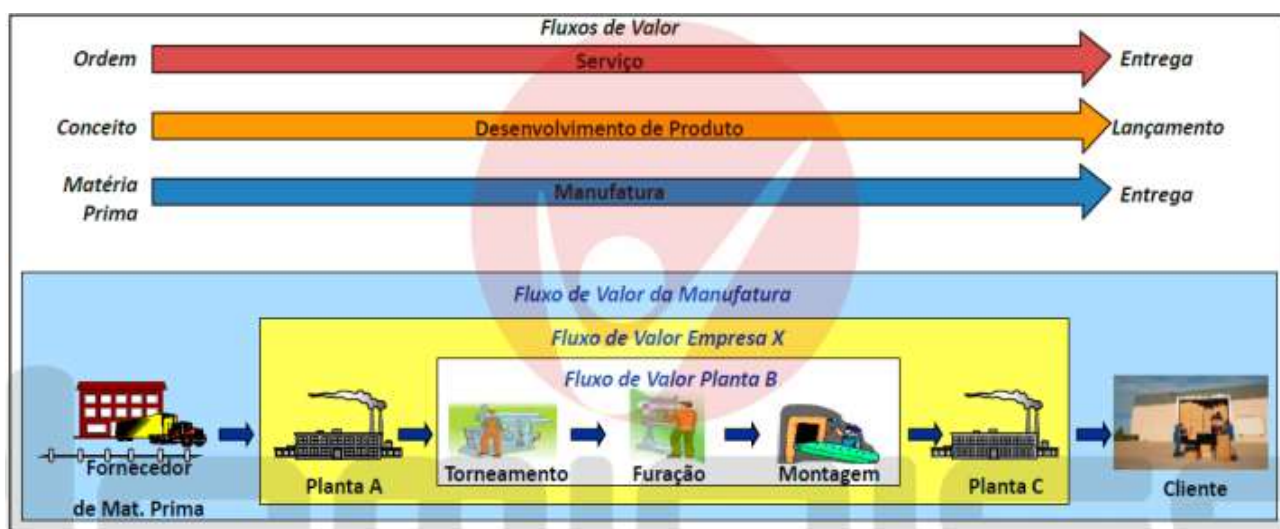 Fluxos de Valor
Ordem
Serviço
Entrega
Conceito
Desenvolvimento de Produto
Lançamento
Matéria
Prima
Manufatura
Entrega
Fluxo de Valor da Manufatura
Fluxo de Valor Empresa X
Fluxo de Valor Planta B
Fornecedor
de Mat. Prima
Planta A
Torneamento
Furação
Montagem
Planta C
Cliente